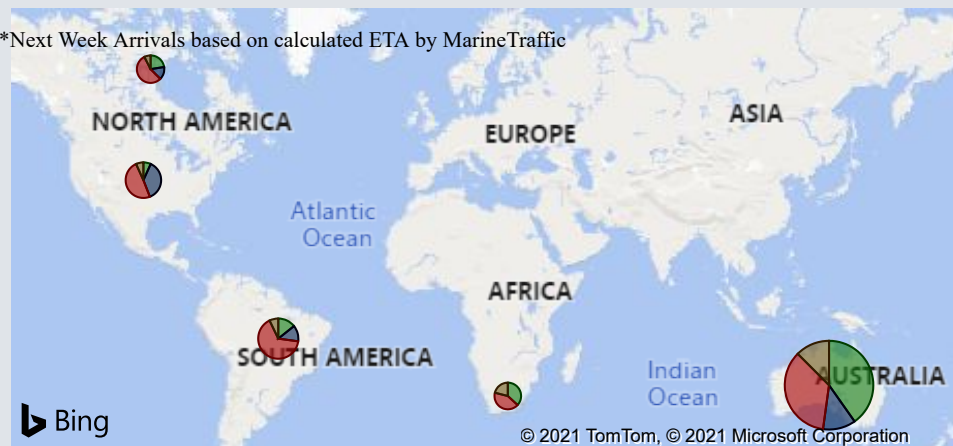 *Next Week Arrivals based on calculated ETA by MarineTraffic
NORTH AMERICA
EUROPE
ASIA
Atlantic
Ocean
AFRICA
SOUTH AMERICA
Indian
Ocean
AUSTRALIA
Bing
© 2021 TomTom, © 2021 Microsoft Corporation